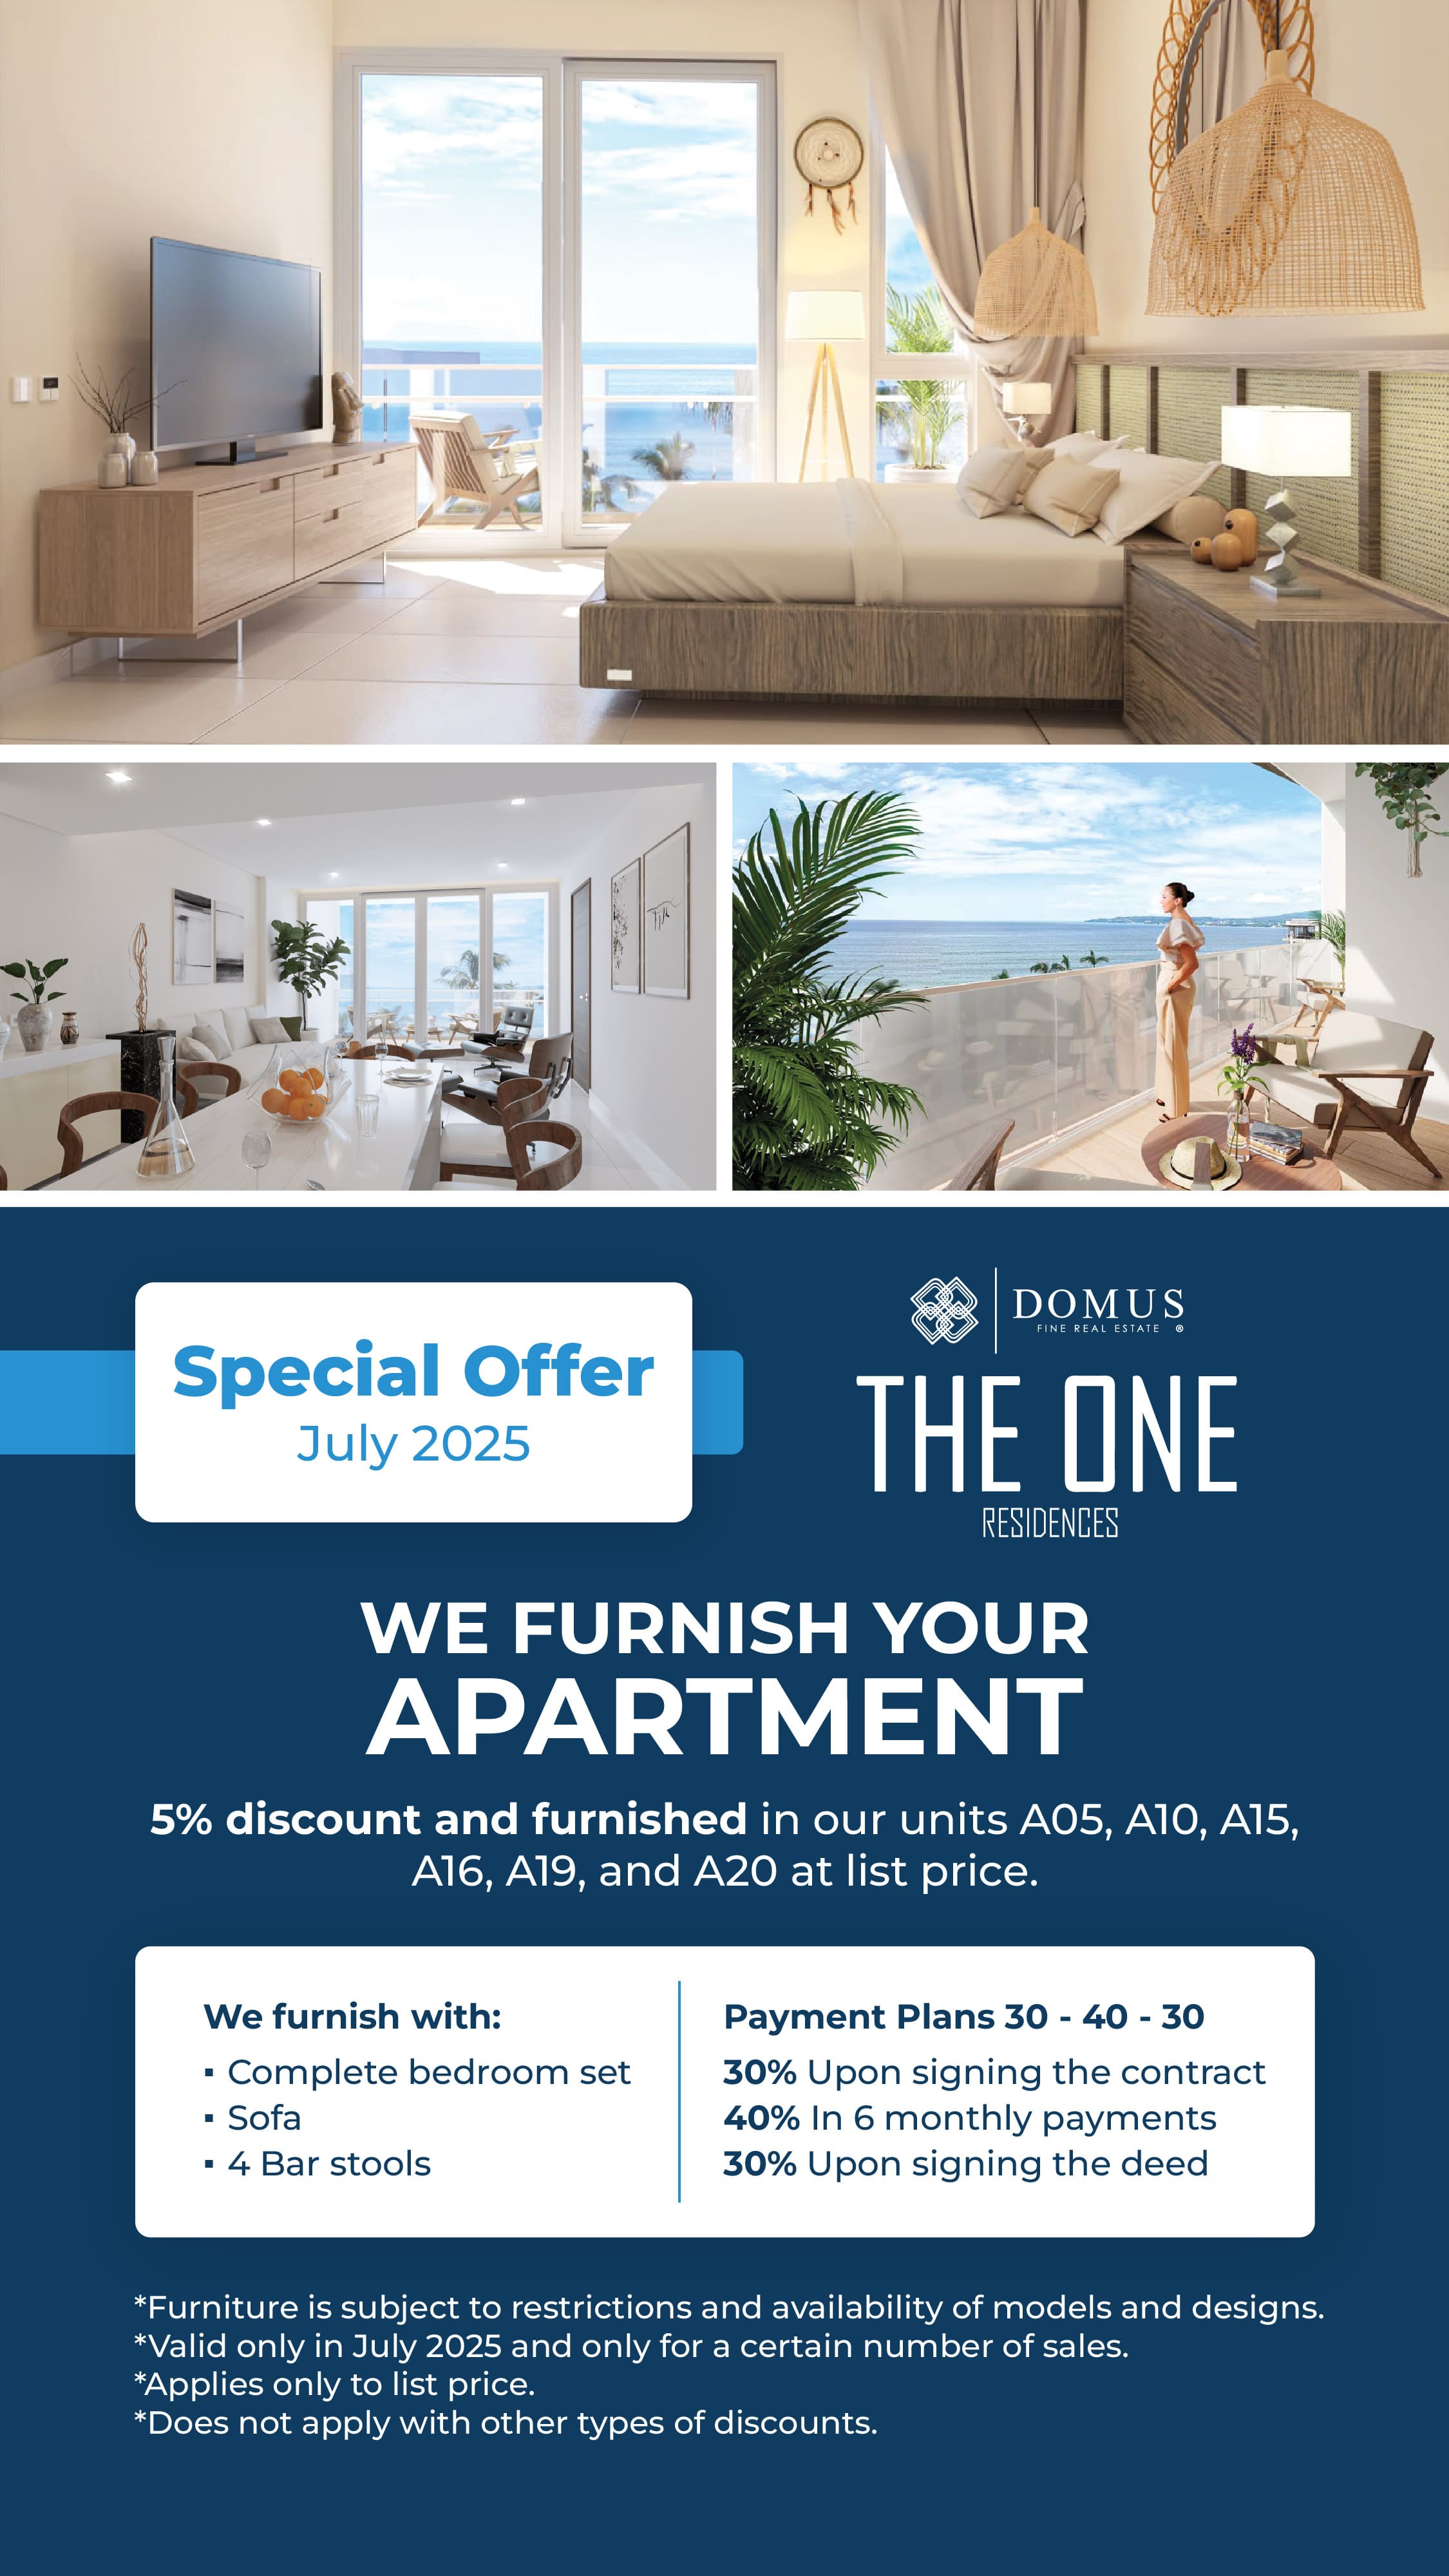 Special Offer
July 2025
DOMUS
FINE REAL ESTATE ®
THE ONE
RESIDENCES
WE FURNISH YOUR
APARTMENT
5% discount and furnished in our units A05, A10, A15,
A16, A19, and A20 at list price.
We furnish with:
▪ Complete bedroom set
▪ Sofa
▪ 4 Bar stools
Payment Plans 30 - 40 - 30
30% Upon signing the contract
40% In 6 monthly payments
30% Upon signing the deed
*Furniture is subject to restrictions and availability of models and designs.
*Valid only in July 2025 and only for a certain number of sales.
*Applies only to list price.
*Does not apply with other types of discounts.